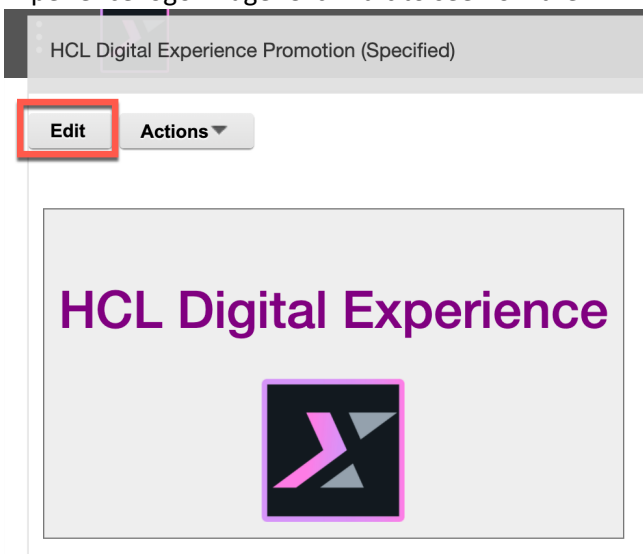 HCL Digital Experience Promotion (Specified)
Edit Actions
HCL Digital Experience